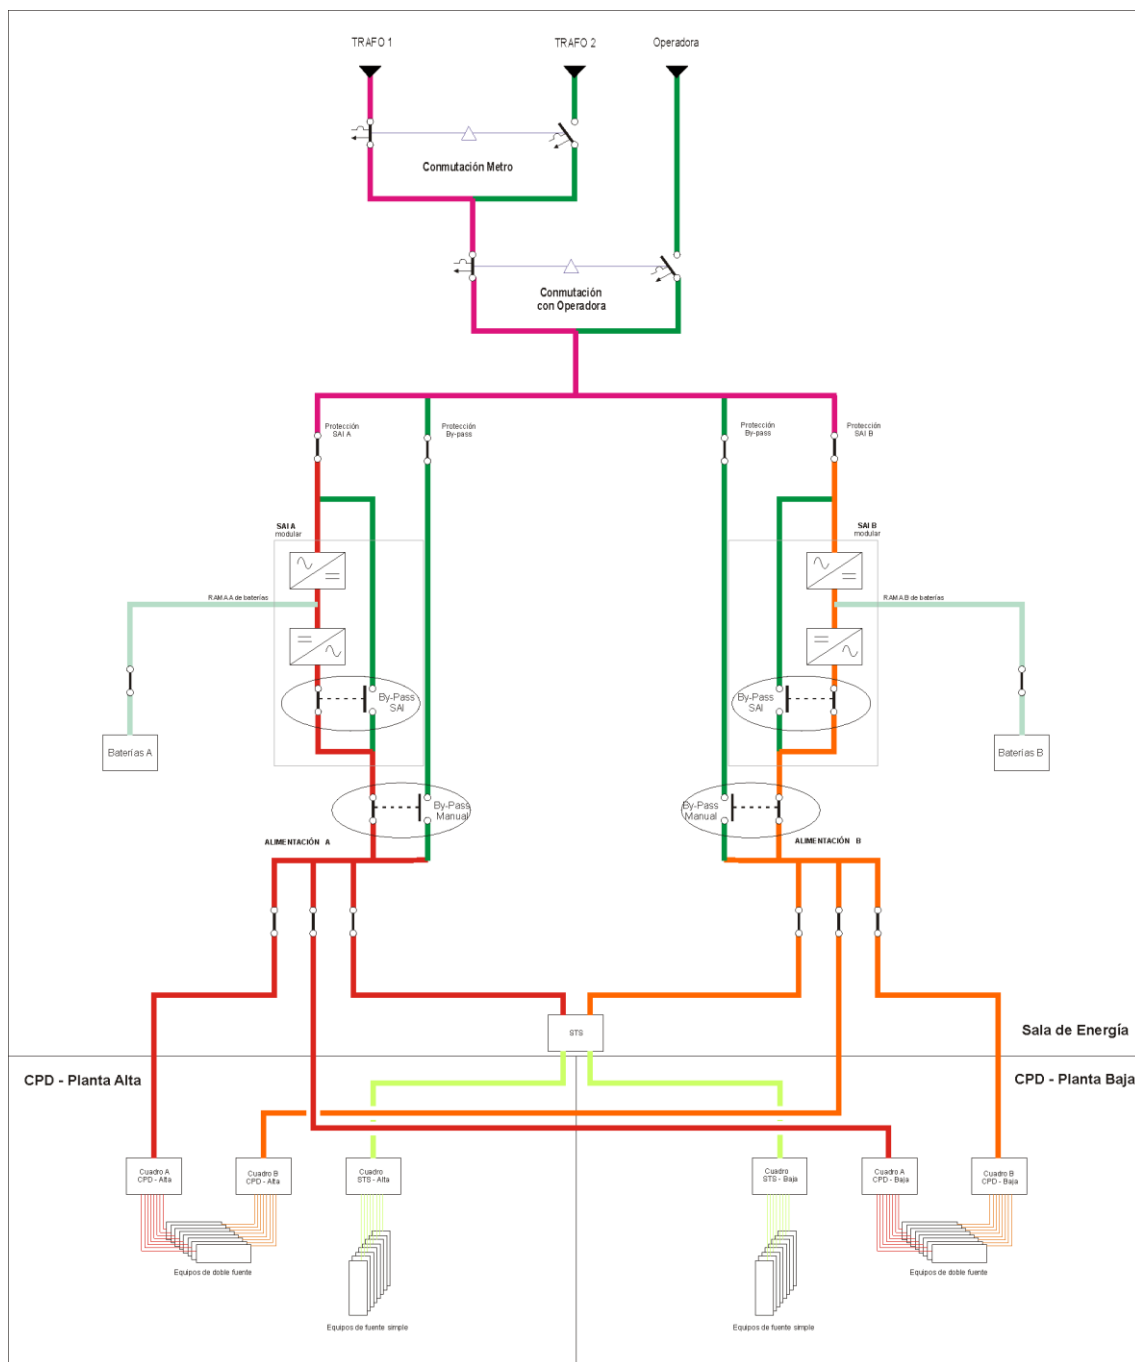 TRAFO 1
TRAFO 2
Operadora
Conmutación Metro
Conmutación
con Operadora
Protección
SAI A
Protección
By-pass
Protección
By-pass
Protección
SAI B
SAI A
modular
SAI B
modular
RAMA A de baterías
RAMA B de baterías
By-Pass
SAI
By-Pass
SAI
Baterías A
Baterías B
By-Pass
Manual
By-Pass
Manual
ALIMENTACIÓN A
ALIMENTACIÓN B
STS
Sala de Energía
CPD - Planta Alta
CPD - Planta Baja
Cuadro A
CPD - Alta
Cuadro B
CPD - Alta
Cuadro
STS - Alta
Cuadro
STS - Baja
Cuadro A
CPD - Baja
Cuadro B
CPD - Baja
Equipos de doble fuente
Equipos de doble fuente
Equipos de fuente simple
Equipos de fuente simple